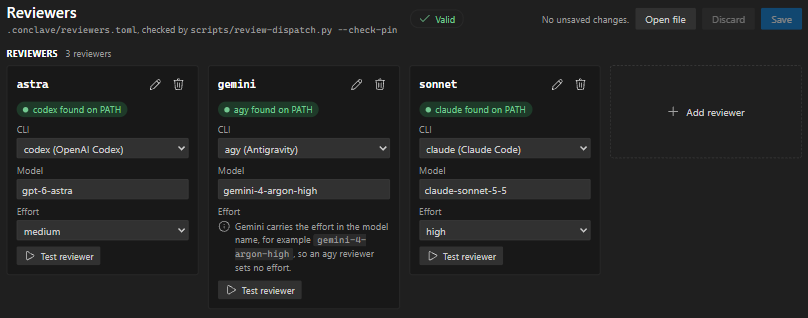 Reviewers
.conclave/reviewers.toml, checked by scripts/review-dispatch.py --check-pin
Valid
No unsaved changes.
Open file
Discard
Save
REVIEWERS 3 reviewers
astra
codex found on PATH
CLI
codex (OpenAI Codex)
Model
gpt-6-astra
Effort
medium
Test reviewer
gemini
agy found on PATH
CLI
agy (Antigravity)
Model
gemini-4-argon-high
Effort
Gemini carries the effort in the model
name, for example gemini-4-
argon-high, so an agy reviewer
sets no effort.
Test reviewer
sonnet
claude found on PATH
CLI
claude (Claude Code)
Model
claude-sonnet-5-5
Effort
high
Test reviewer
Add reviewer